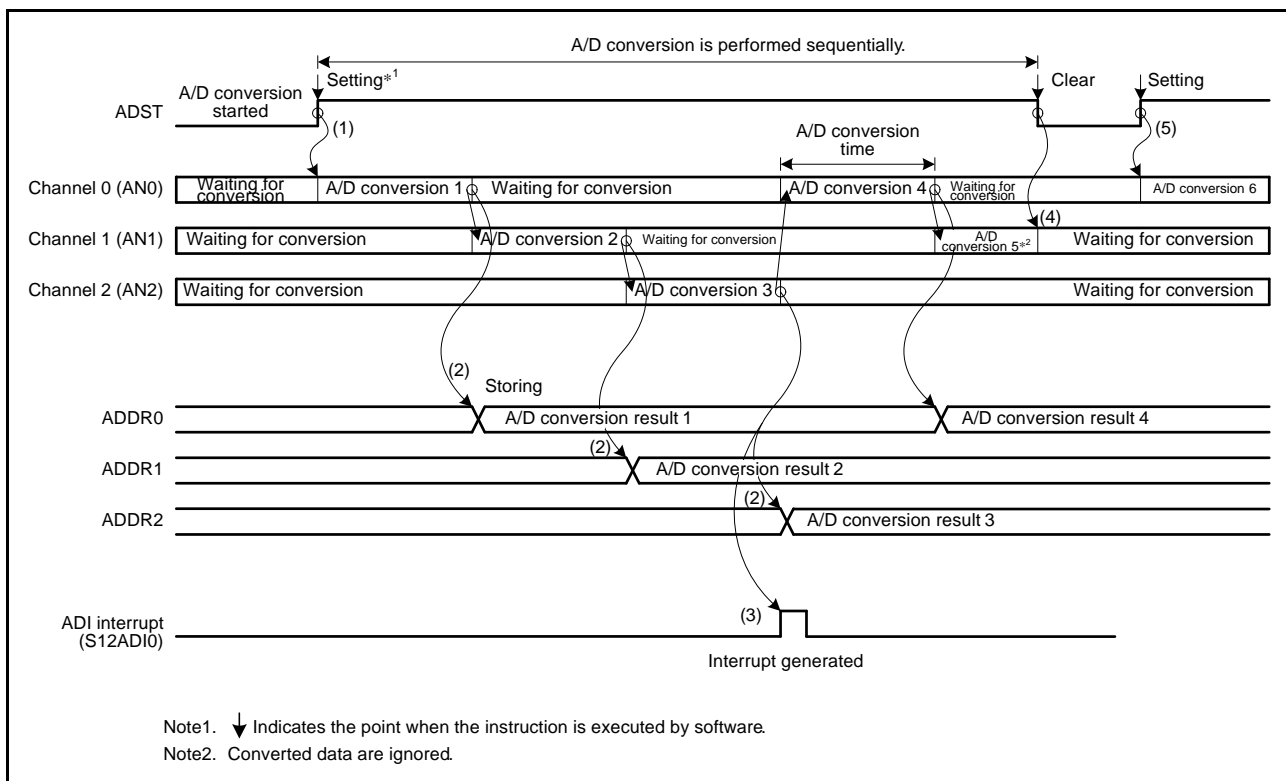 A/D conversion is performed sequentially.
Setting*1
Clear
Setting
A/D conversion
started
ADST
(1)
(5)
A/D conversion
time
Channel 0 (AN0)
Waiting for
conversion
A/D conversion 1
Waiting for conversion
A/D conversion 4
Waiting for
conversion
A/D conversion 6
(4)
Channel 1 (AN1)
Waiting for conversion
A/D conversion 2
Waiting for conversion
A/D
conversion 5*2
Waiting for conversion
Channel 2 (AN2)
Waiting for conversion
A/D conversion 3
Waiting for conversion
(2)
Storing
ADDR0
A/D conversion result 1
A/D conversion result 4
(2)
ADDR1
A/D conversion result 2
(2)
ADDR2
A/D conversion result 3
(3)
ADI interrupt
(S12ADI0)
Interrupt generated
Note1. Indicates the point when the instruction is executed by software.
Note2. Converted data are ignored.